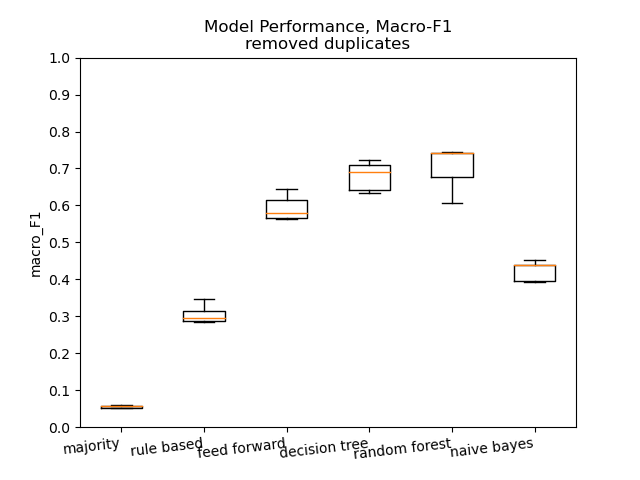 Model Performance, Macro-F1
removed duplicates
1.0
0.9
0.8
0.7
0.6
0.5
0.4
0.3
0.2
0.1
0.0
macro_F1
majority
rule based
feed forward
decision tree
random forest
naive bayes